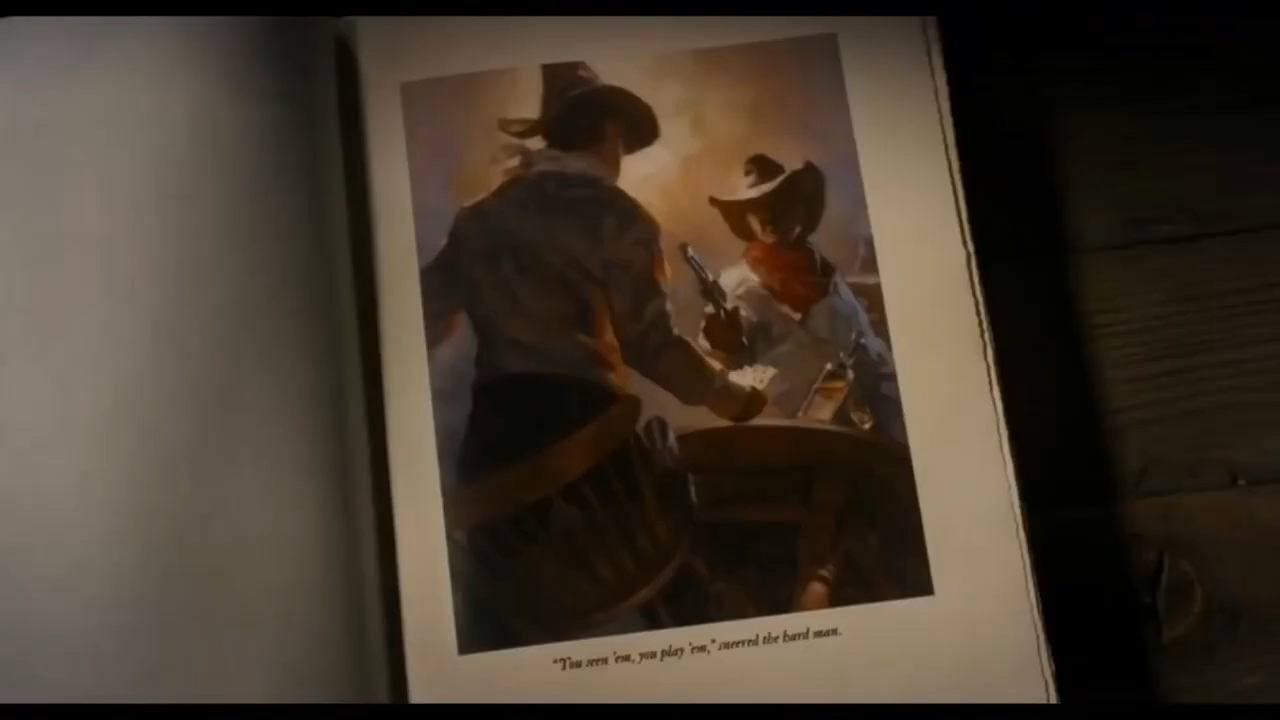 “You seen ’em, you play ’em,” sneered the hard man.